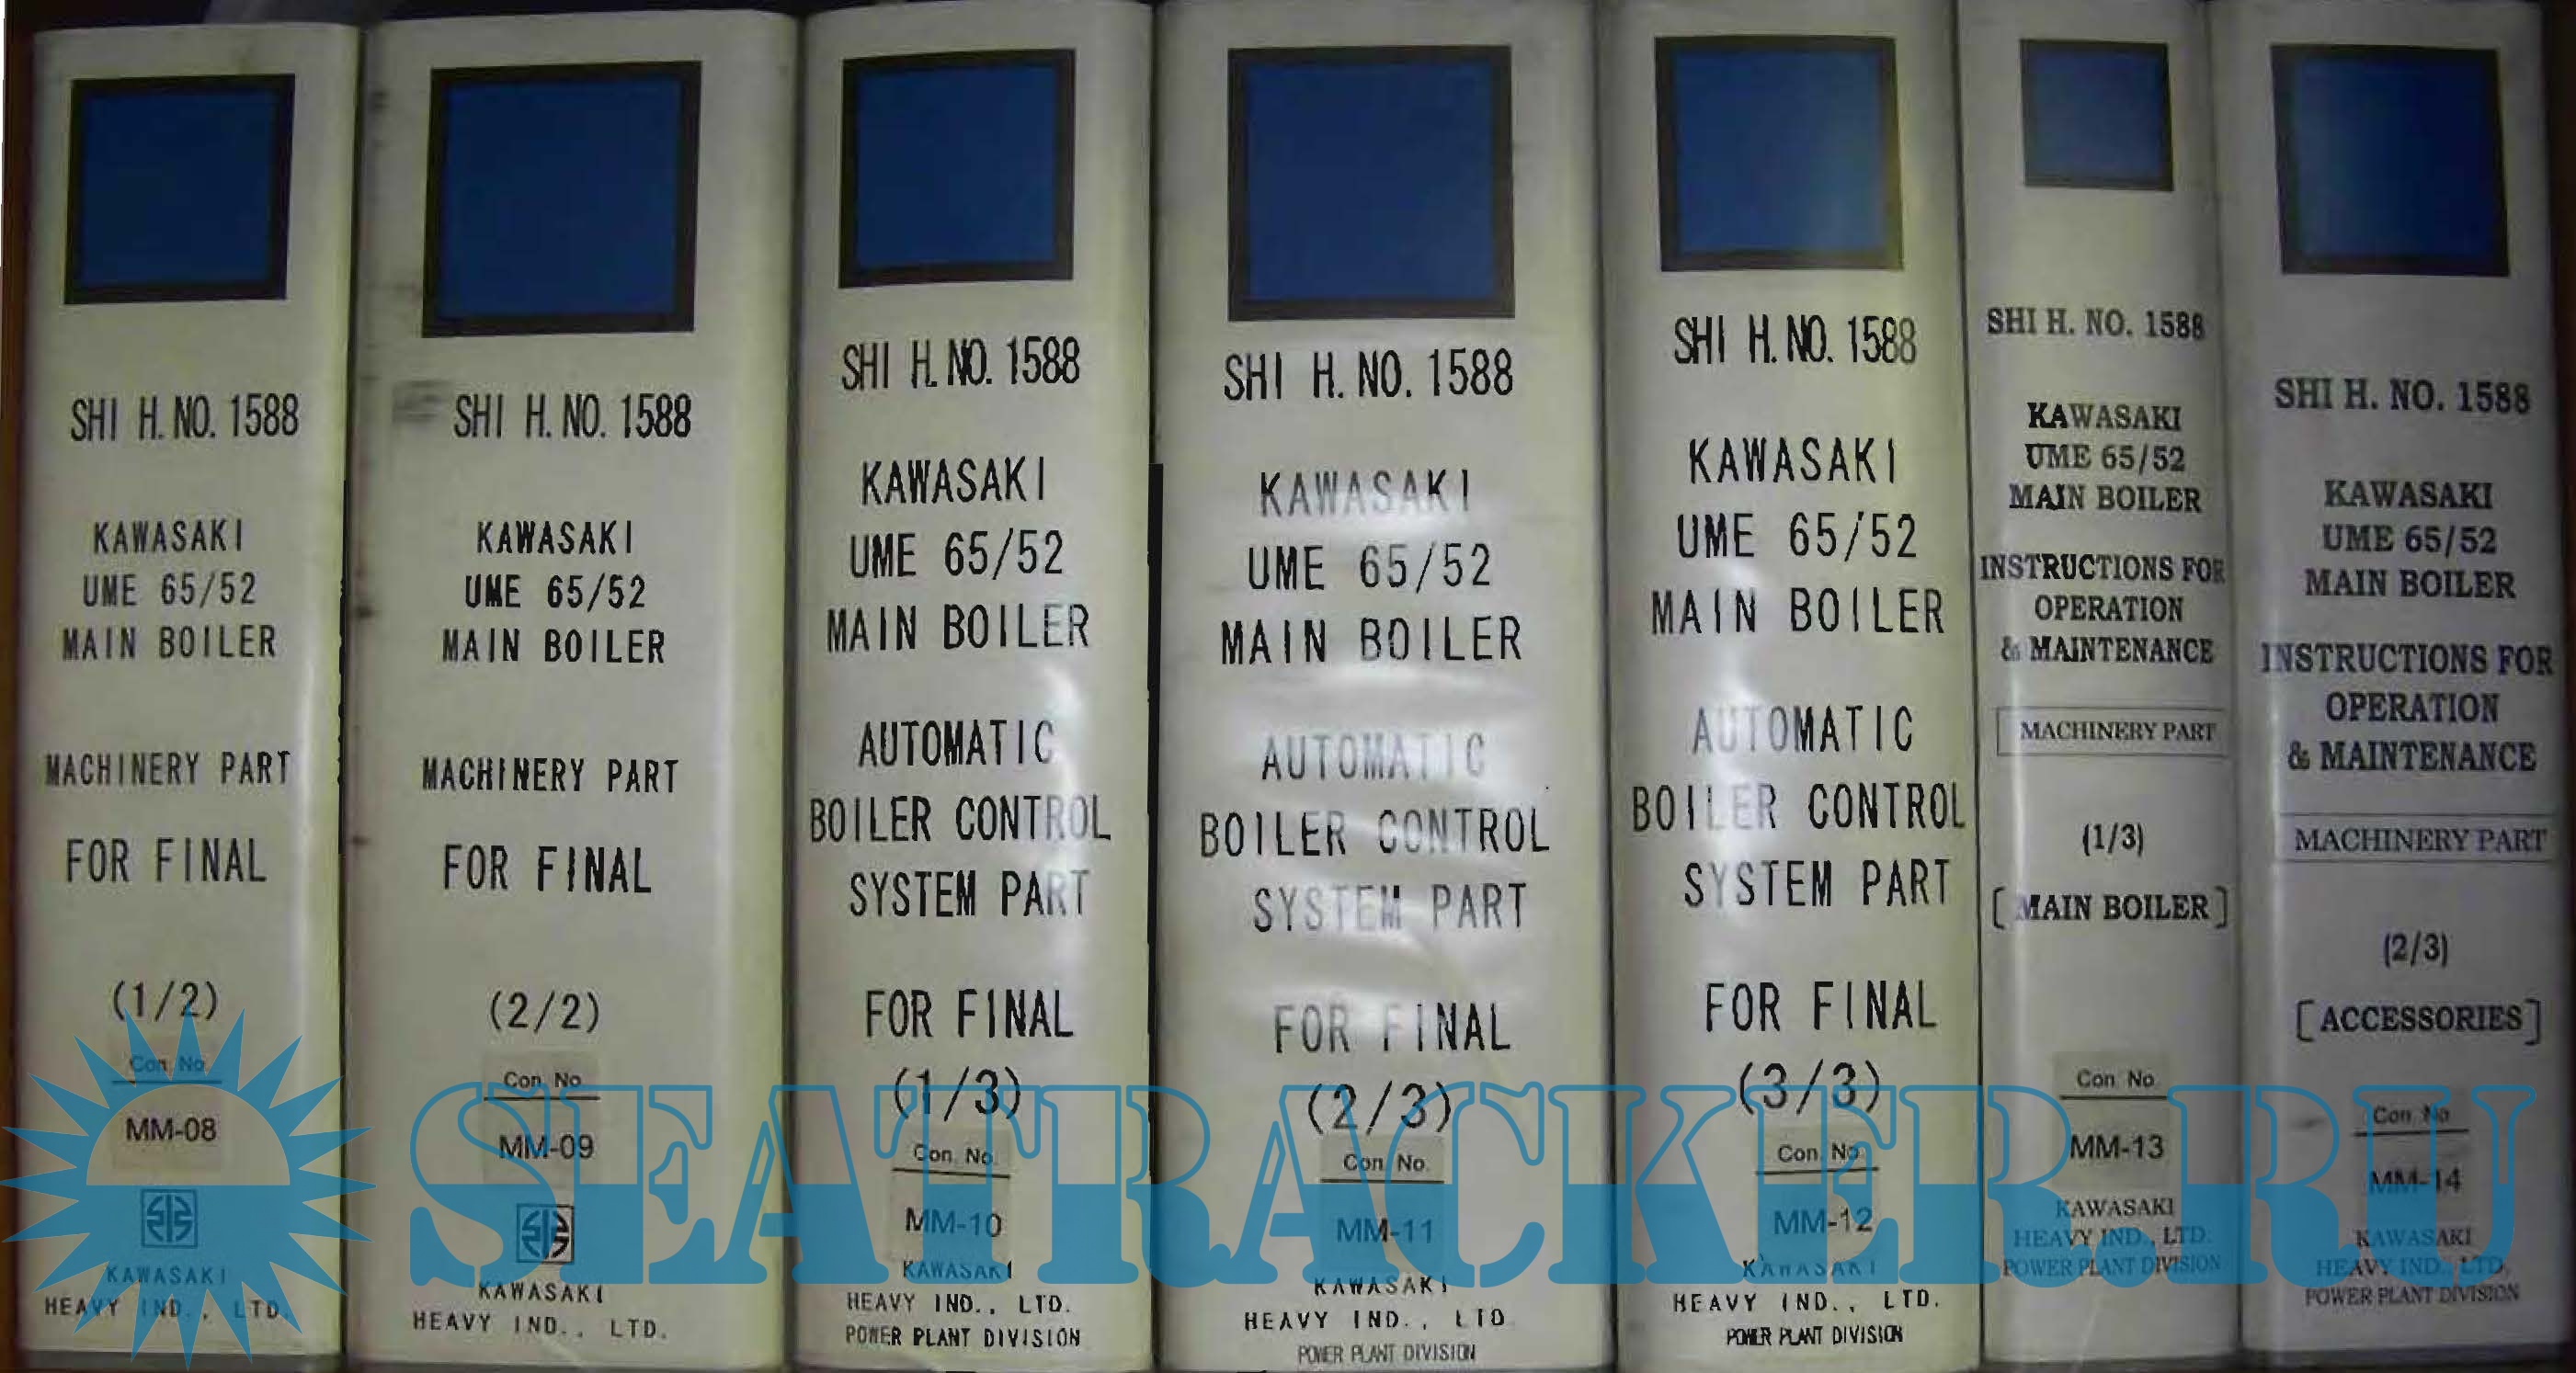 SHI H. NO. 1588
KAWASAKI
UME 65/52
MAIN BOILER
MACHINERY PART
FOR FINAL
(1/2)
Con. No.
MM-08
KAWASAKI
HEAVY IND., LTD.
SHI H. NO. 1588
KAWASAKI
UME 65/52
MAIN BOILER
MACHINERY PART
FOR FINAL
(2/2)
Con. No.
MM-09
KAWASAKI
HEAVY IND., LTD.
SHI H. NO. 1588
KAWASAKI
UME 65/52
MAIN BOILER
AUTOMATIC
BOILER CONTROL
SYSTEM PART
FOR FINAL
(1/3)
Con. No.
MM-10
KAWASAKI
HEAVY IND., LTD.
POWER PLANT DIVISION
SHI H. NO. 1588
KAWASAKI
UME 65/52
MAIN BOILER
AUTOMATIC
BOILER CONTROL
SYSTEM PART
FOR FINAL
(2/3)
Con. No.
MM-11
KAWASAKI
HEAVY IND., LTD
POWER PLANT DIVISION
SHI H. NO. 1588
KAWASAKI
UME 65/52
MAIN BOILER
AUTOMATIC
BOILER CONTROL
SYSTEM PART
FOR FINAL
(3/3)
Con. No.
MM-12
KAWASAKI
HEAVY IND., LTD.
POWER PLANT DIVISION
SHI H. NO. 1588
KAWASAKI
UME 65/52
MAIN BOILER
INSTRUCTIONS FOR
OPERATION
& MAINTENANCE
MACHINERY PART
(1/3)
[MAIN BOILER]
Con. No.
MM-13
KAWASAKI
HEAVY IND., LTD.
POWER PLANT DIVISION
SHI H. NO. 1588
KAWASAKI
UME 65/52
MAIN BOILER
INSTRUCTIONS FOR
OPERATION
& MAINTENANCE
MACHINERY PART
(2/3)
[ACCESSORIES]
Con. No.
MM-14
KAWASAKI
HEAVY IND., LTD.
POWER PLANT DIVISION
SEATRACKER.RU